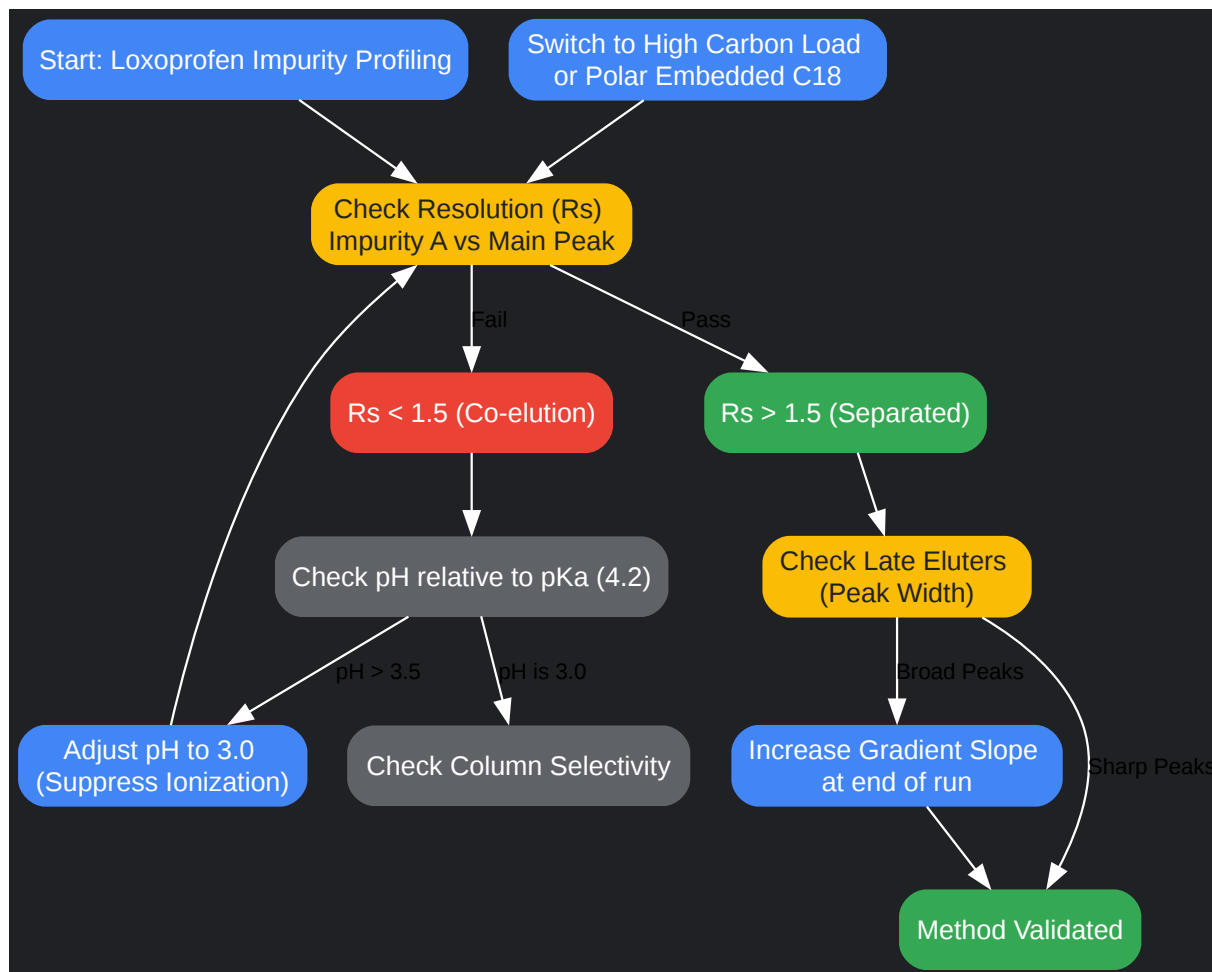 Start: Loxoprofen Impurity Profiling
Switch to High Carbon Load
or Polar Embedded C18
Check Resolution (Rs)
Impurity A vs Main Peak
Fail
Pass
Rs < 1.5 (Co-elution)
Rs > 1.5 (Separated)
Check pH relative to pKa (4.2)
Check Late Eluters
(Peak Width)
pH > 3.5
pH is 3.0
Broad Peaks
Adjust pH to 3.0
(Suppress Ionization)
Check Column Selectivity
Increase Gradient Slope
at end of run
Sharp Peaks
Method Validated